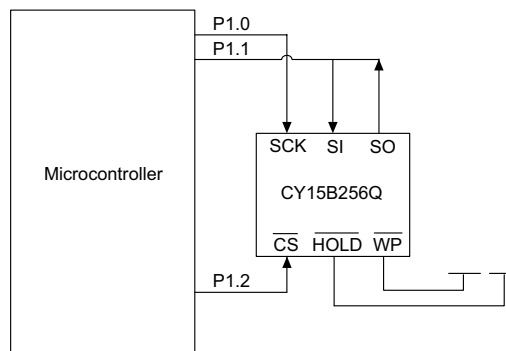 P1.0
P1.1
SCK SI SO
Microcontroller
CY15B256Q
CS HOLD WP
P1.2